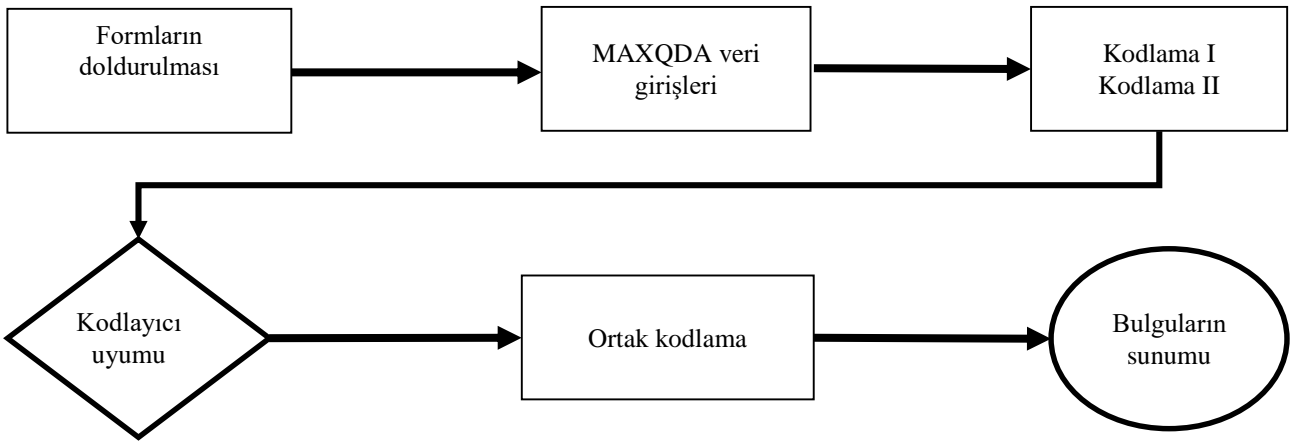 Formların
doldurulması
MAXQDA veri
girişleri
Kodlama I
Kodlama II
Kodlayıcı
uyumu
Ortak kodlama
Bulguların
sunumu